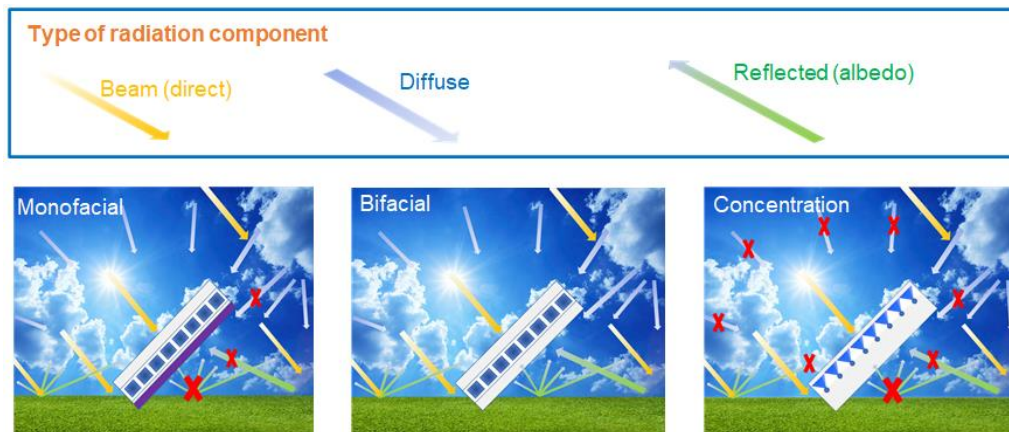 Type of radiation component
Beam (direct)
Diffuse
Reflected (albedo)
Monofacial
Bifacial
Concentration